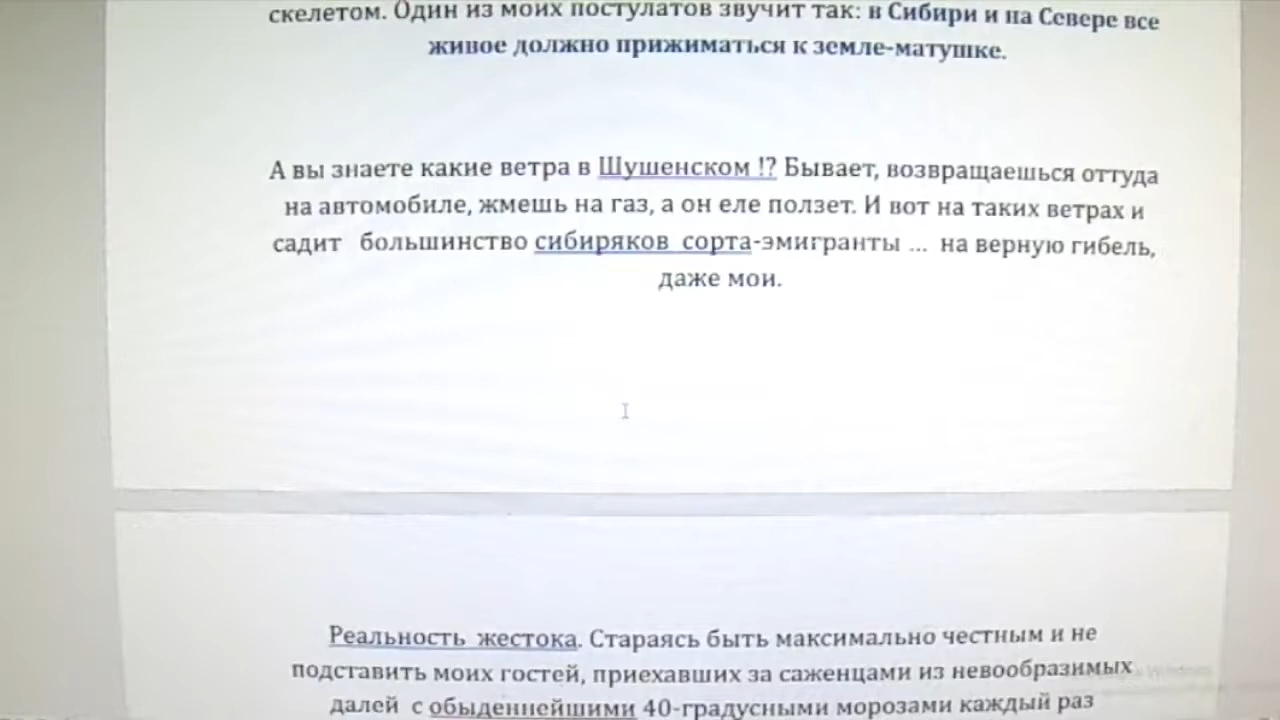 скелетом. Один из моих постулатов звучит так: в Сибири и на Севере все
живое должно прижиматься к земле-матушке.
А вы знаете какие ветра в Шушенском !? Бывает, возвращаешься оттуда
на автомобиле, жмешь на газ, а он еле ползет. И вот на таких ветрах и
садит большинство сибиряков сорта-эмигранты ... на верную гибель,
даже мои.
Реальность жестока. Стараясь быть максимально честным и не
подставить моих гостей, приехавших за саженцами из невообразимых
далей с обыденнейшими 40-градусными морозами каждый раз